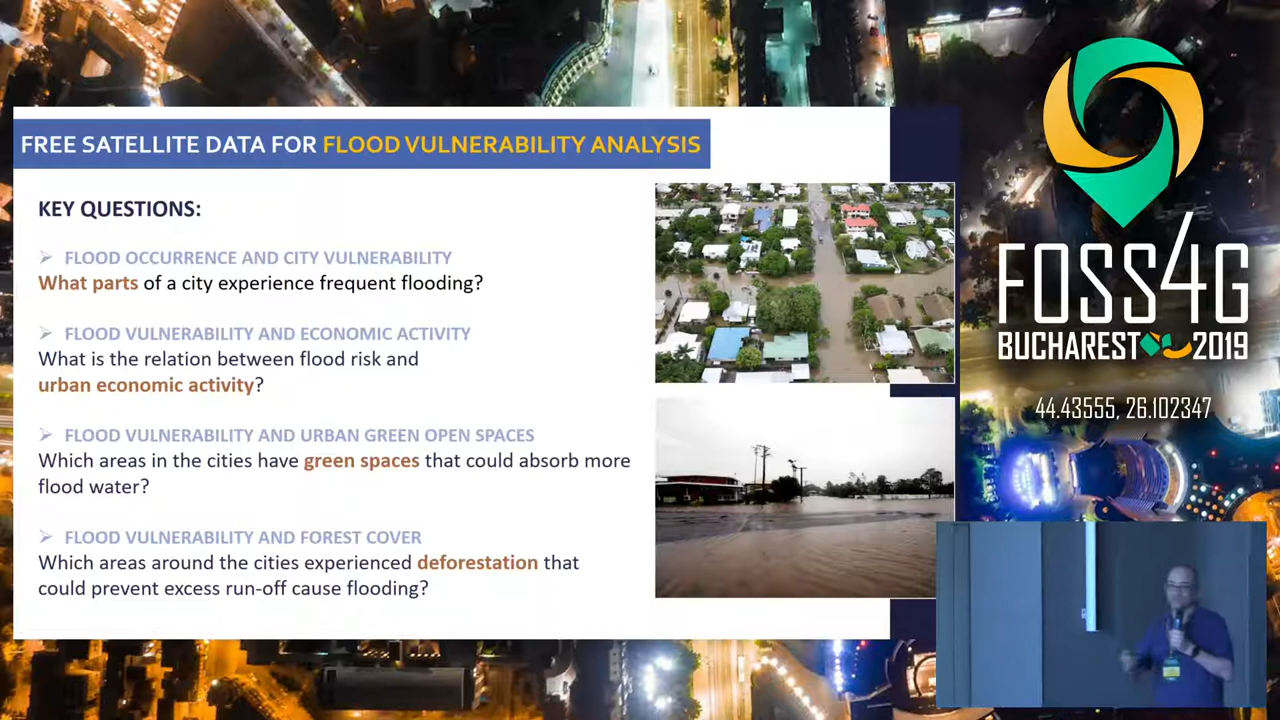 FREE SATELLITE DATA FOR FLOOD VULNERABILITY ANALYSIS
KEY QUESTIONS:
FLOOD OCCURRENCE AND CITY VULNERABILITY
What parts of a city experience frequent flooding?
FLOOD VULNERABILITY AND ECONOMIC ACTIVITY
What is the relation between flood risk and
urban economic activity?
FLOOD VULNERABILITY AND URBAN GREEN OPEN SPACES
Which areas in the cities have green spaces that could absorb more
flood water?
FLOOD VULNERABILITY AND FOREST COVER
Which areas around the cities experienced deforestation that
could prevent excess run-off cause flooding?
FOSS4G
BUCHAREST 2019
44.43555, 26.102347